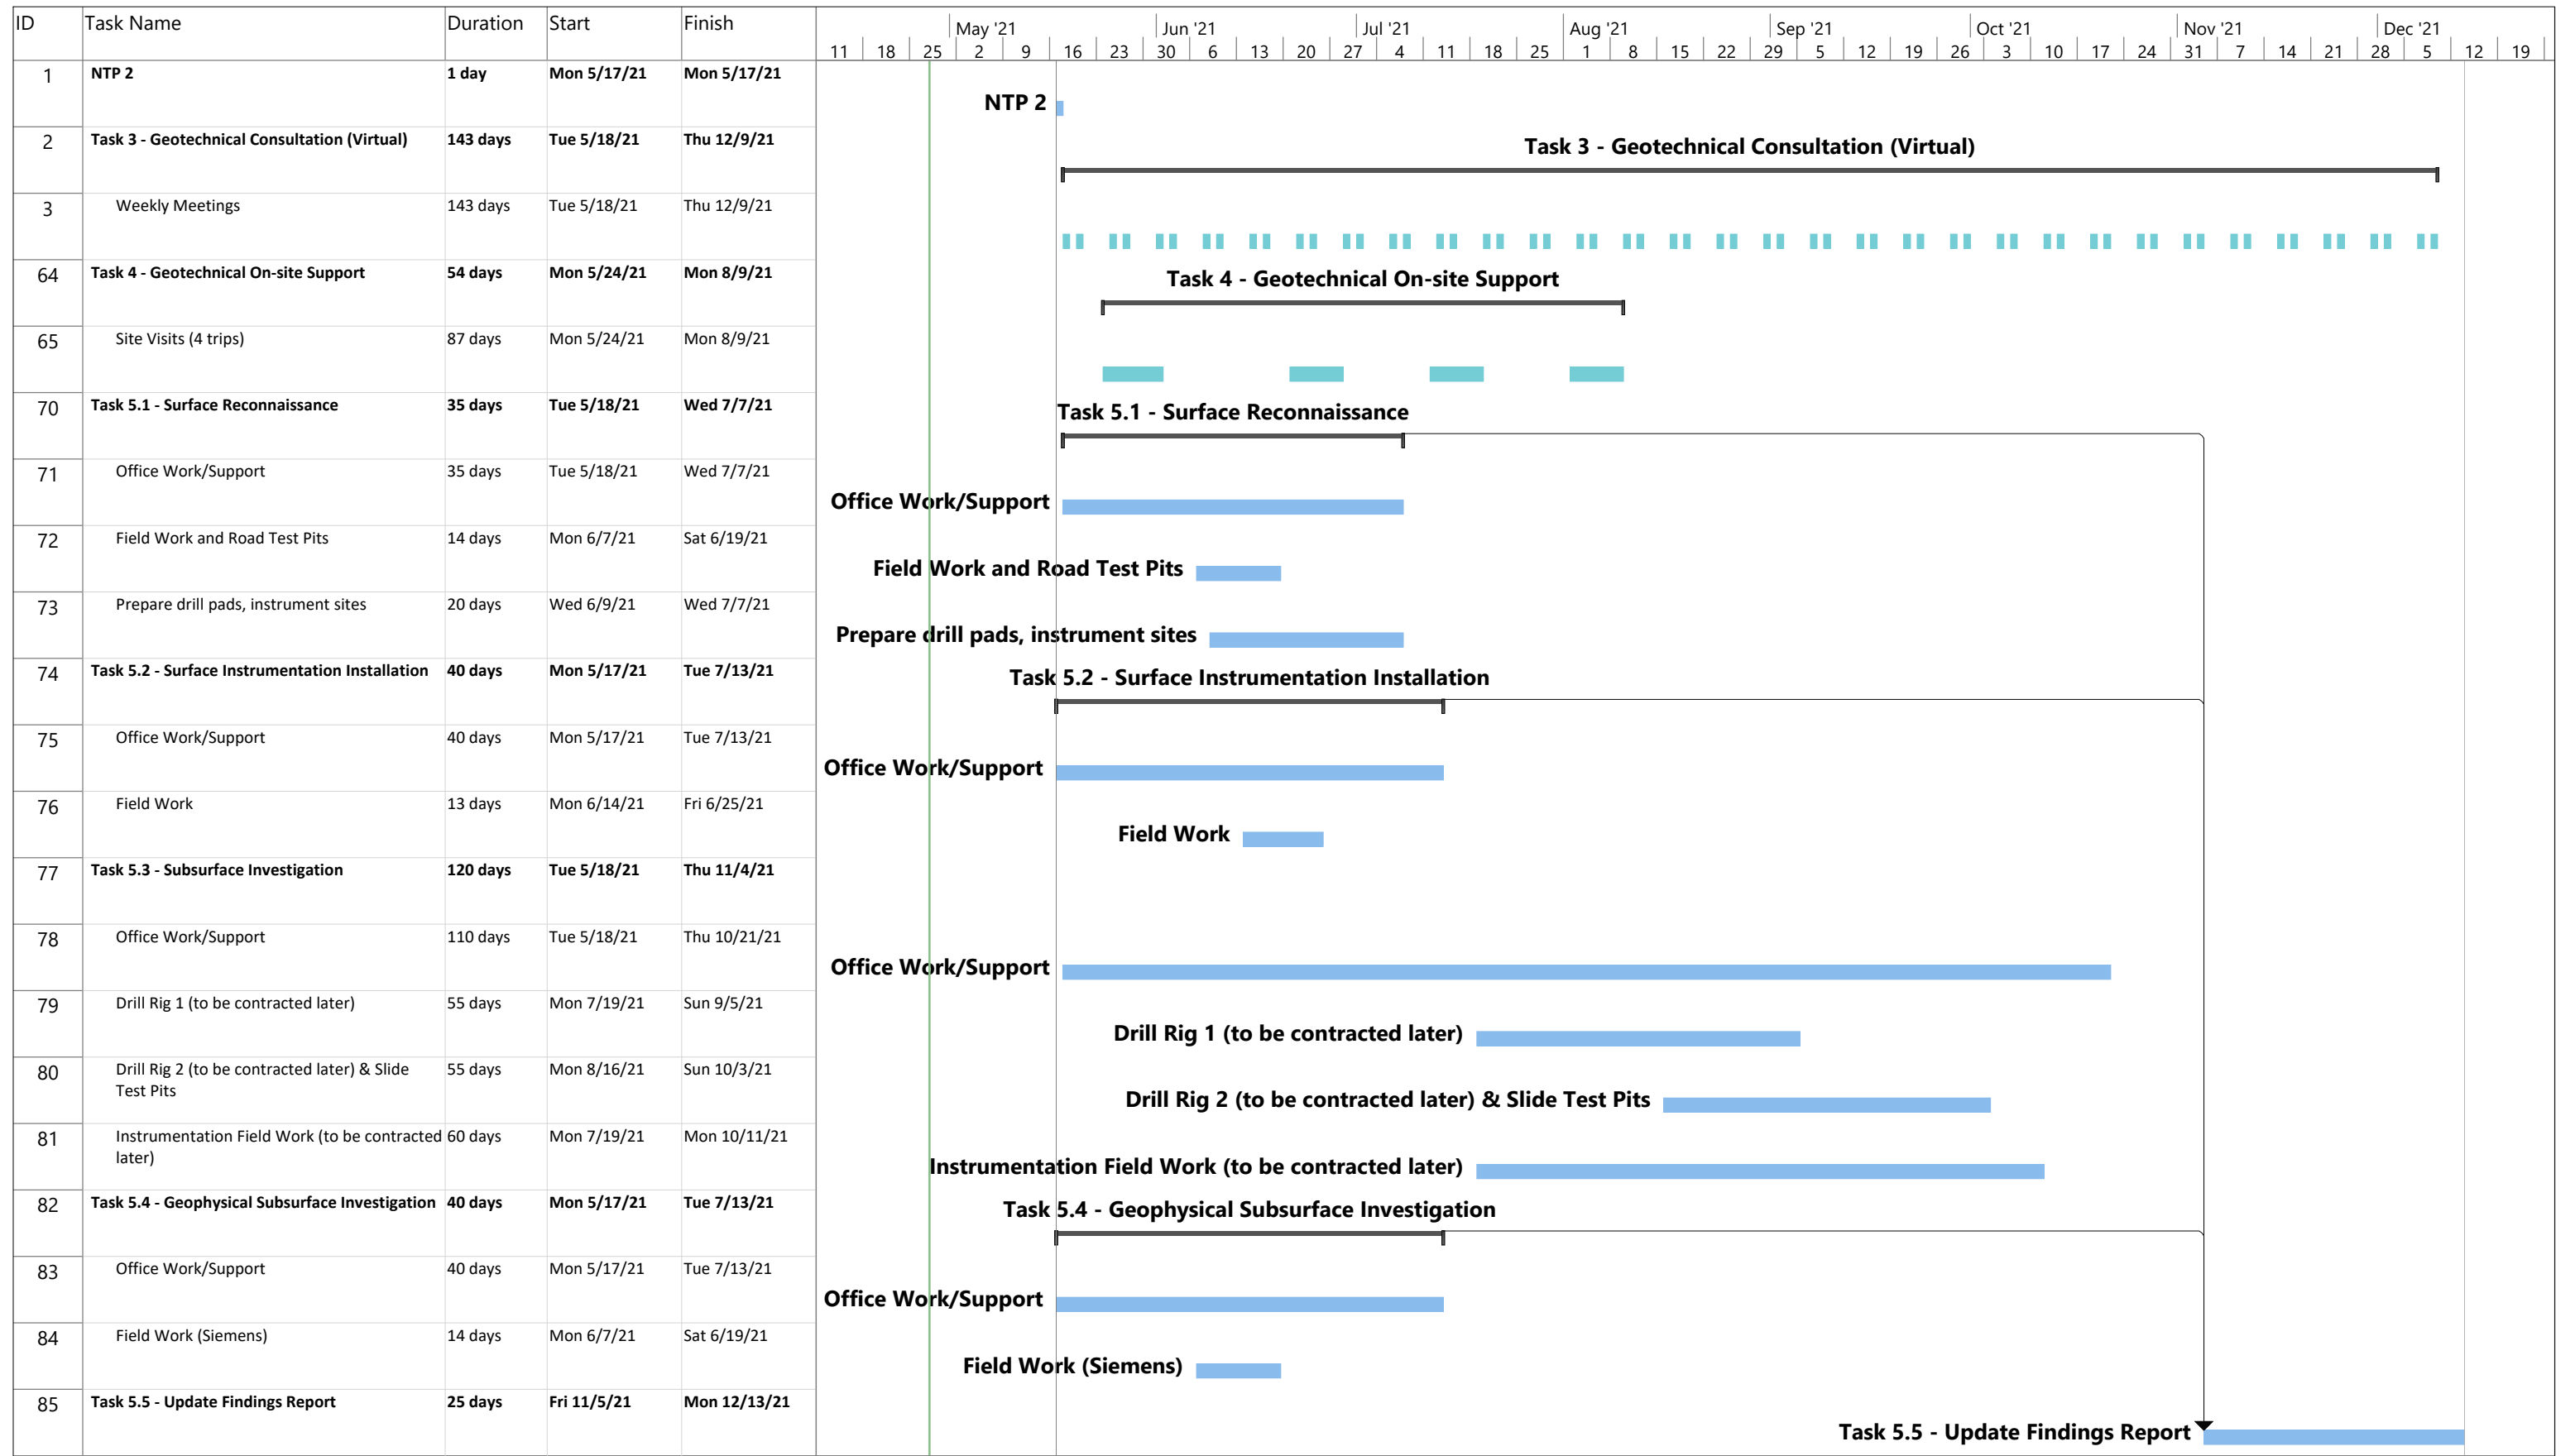 ID Task Name Duration Start Finish
May '21 Jun '21 Jul '21 Aug '21 Sep '21 Oct '21 Nov '21 Dec '21
11 18 25 2 9 16 23 30 6 13 20 27 4 11 18 25 1 8 15 22 29 5 12 19 26 3 10 17 24 31 7 14 21 28 5 12 19
1 NTP 2 1 day Mon 5/17/21 Mon 5/17/21
NTP 2
2 Task 3 - Geotechnical Consultation (Virtual) 143 days Tue 5/18/21 Thu 12/9/21
Task 3 - Geotechnical Consultation (Virtual)
3 Weekly Meetings 143 days Tue 5/18/21 Thu 12/9/21
64 Task 4 - Geotechnical On-site Support 54 days Mon 5/24/21 Mon 8/9/21
Task 4 - Geotechnical On-site Support
65 Site Visits (4 trips) 87 days Mon 5/24/21 Mon 8/9/21
70 Task 5.1 - Surface Reconnaissance 35 days Tue 5/18/21 Wed 7/7/21
Task 5.1 - Surface Reconnaissance
71 Office Work/Support 35 days Tue 5/18/21 Wed 7/7/21
Office Work/Support
72 Field Work and Road Test Pits 14 days Mon 6/7/21 Sat 6/19/21
Field Work and Road Test Pits
73 Prepare drill pads, instrument sites 20 days Wed 6/9/21 Wed 7/7/21
Prepare drill pads, instrument sites
74 Task 5.2 - Surface Instrumentation Installation 40 days Mon 5/17/21 Tue 7/13/21
Task 5.2 - Surface Instrumentation Installation
75 Office Work/Support 40 days Mon 5/17/21 Tue 7/13/21
Office Work/Support
76 Field Work 13 days Mon 6/14/21 Fri 6/25/21
Field Work
77 Task 5.3 - Subsurface Investigation 120 days Tue 5/18/21 Thu 11/4/21
78 Office Work/Support 110 days Tue 5/18/21 Thu 10/21/21
Office Work/Support
79 Drill Rig 1 (to be contracted later) 55 days Mon 7/19/21 Sun 9/5/21
Drill Rig 1 (to be contracted later)
80 Drill Rig 2 (to be contracted later) & Slide 55 days Mon 8/16/21 Sun 10/3/21
Test Pits
Drill Rig 2 (to be contracted later) & Slide Test Pits
81 Instrumentation Field Work (to be contracted 60 days Mon 7/19/21 Mon 10/11/21
later)
Instrumentation Field Work (to be contracted later)
82 Task 5.4 - Geophysical Subsurface Investigation 40 days Mon 5/17/21 Tue 7/13/21
Task 5.4 - Geophysical Subsurface Investigation
83 Office Work/Support 40 days Mon 5/17/21 Tue 7/13/21
Office Work/Support
84 Field Work (Siemens) 14 days Mon 6/7/21 Sat 6/19/21
Field Work (Siemens)
85 Task 5.5 - Update Findings Report 25 days Fri 11/5/21 Mon 12/13/21
Task 5.5 - Update Findings Report